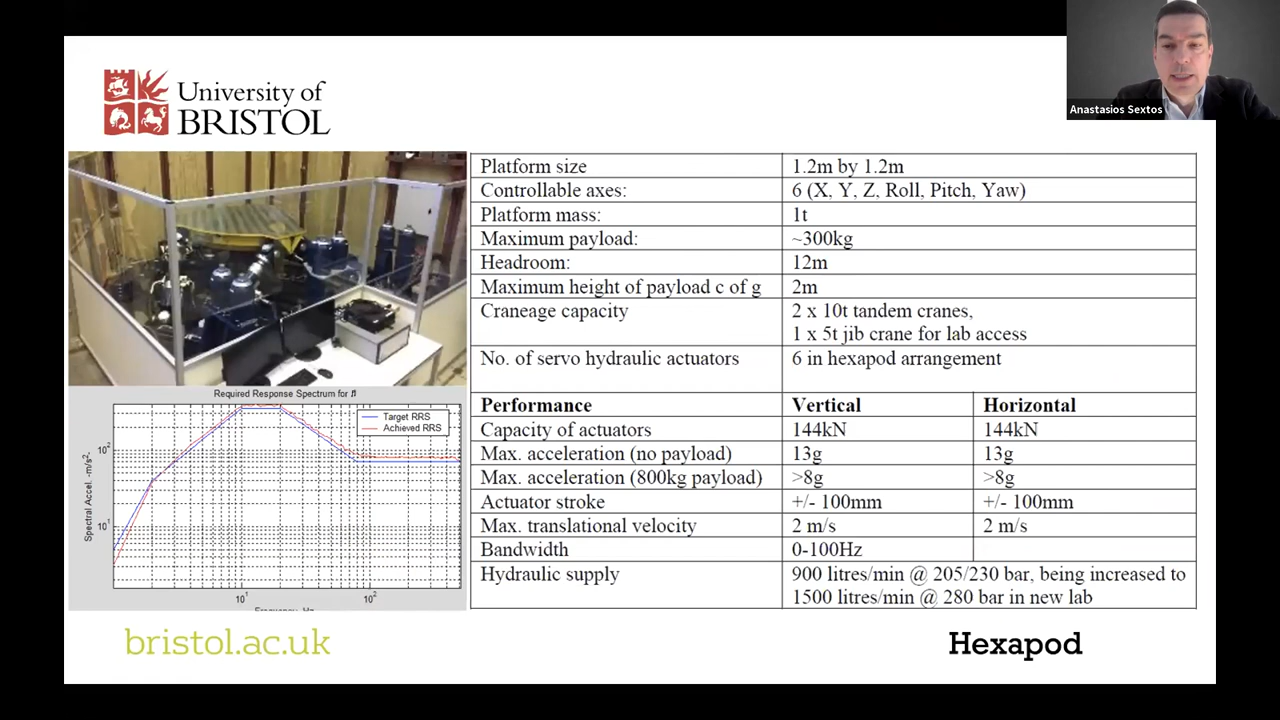 Anastasios Sextos
University of
BRISTOL
Platform size 1.2m by 1.2m
Controllable axes: 6 (X, Y, Z, Roll, Pitch, Yaw)
Platform mass: 1t
Maximum payload: ~300kg
Headroom: 12m
Maximum height of payload c of g 2m
Craneage capacity 2 x 10t tandem cranes,
1 x 5t jib crane for lab access
No. of servo hydraulic actuators 6 in hexapod arrangement
Performance Vertical Horizontal
Capacity of actuators 144kN 144kN
Max. acceleration (no payload) 13g 13g
Max. acceleration (800kg payload) >8g >8g
Actuator stroke +/- 100mm +/- 100mm
Max. translational velocity 2 m/s 2 m/s
Bandwidth 0-100Hz
Hydraulic supply 900 litres/min @ 205/230 bar, being increased to
1500 litres/min @ 280 bar in new lab
Required Response Spectrum for
Target RRS
Achieved RRS
Spectral Accel. -m/s²-
10²
10¹
10¹ 10²
Frequency, Hz
bristol.ac.uk
Hexapod